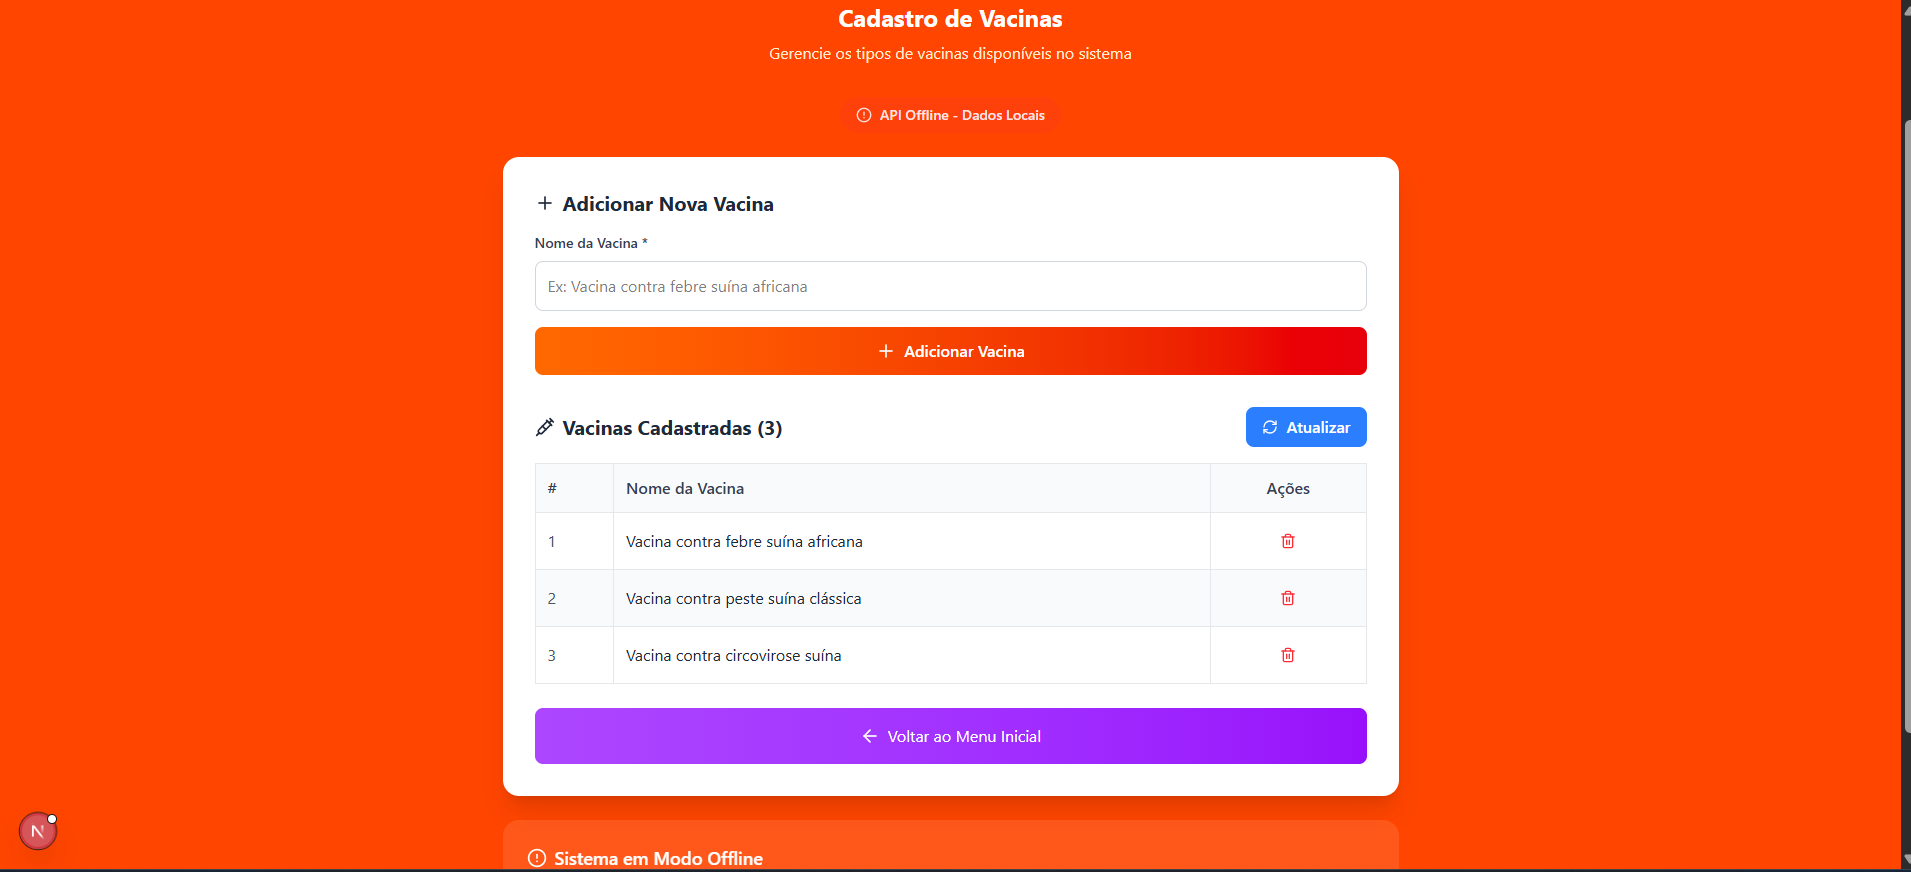 Cadastro de Vacinas
Gerencie os tipos de vacinas disponíveis no sistema
API Offline - Dados Locais
Adicionar Nova Vacina
Nome da Vacina *
Ex: Vacina contra febre suína africana
Adicionar Vacina
Vacinas Cadastradas (3)
Atualizar
# Nome da Vacina Ações
1 Vacina contra febre suína africana
2 Vacina contra peste suína clássica
3 Vacina contra circovirose suína
Voltar ao Menu Inicial
N
Sistema em Modo Offline